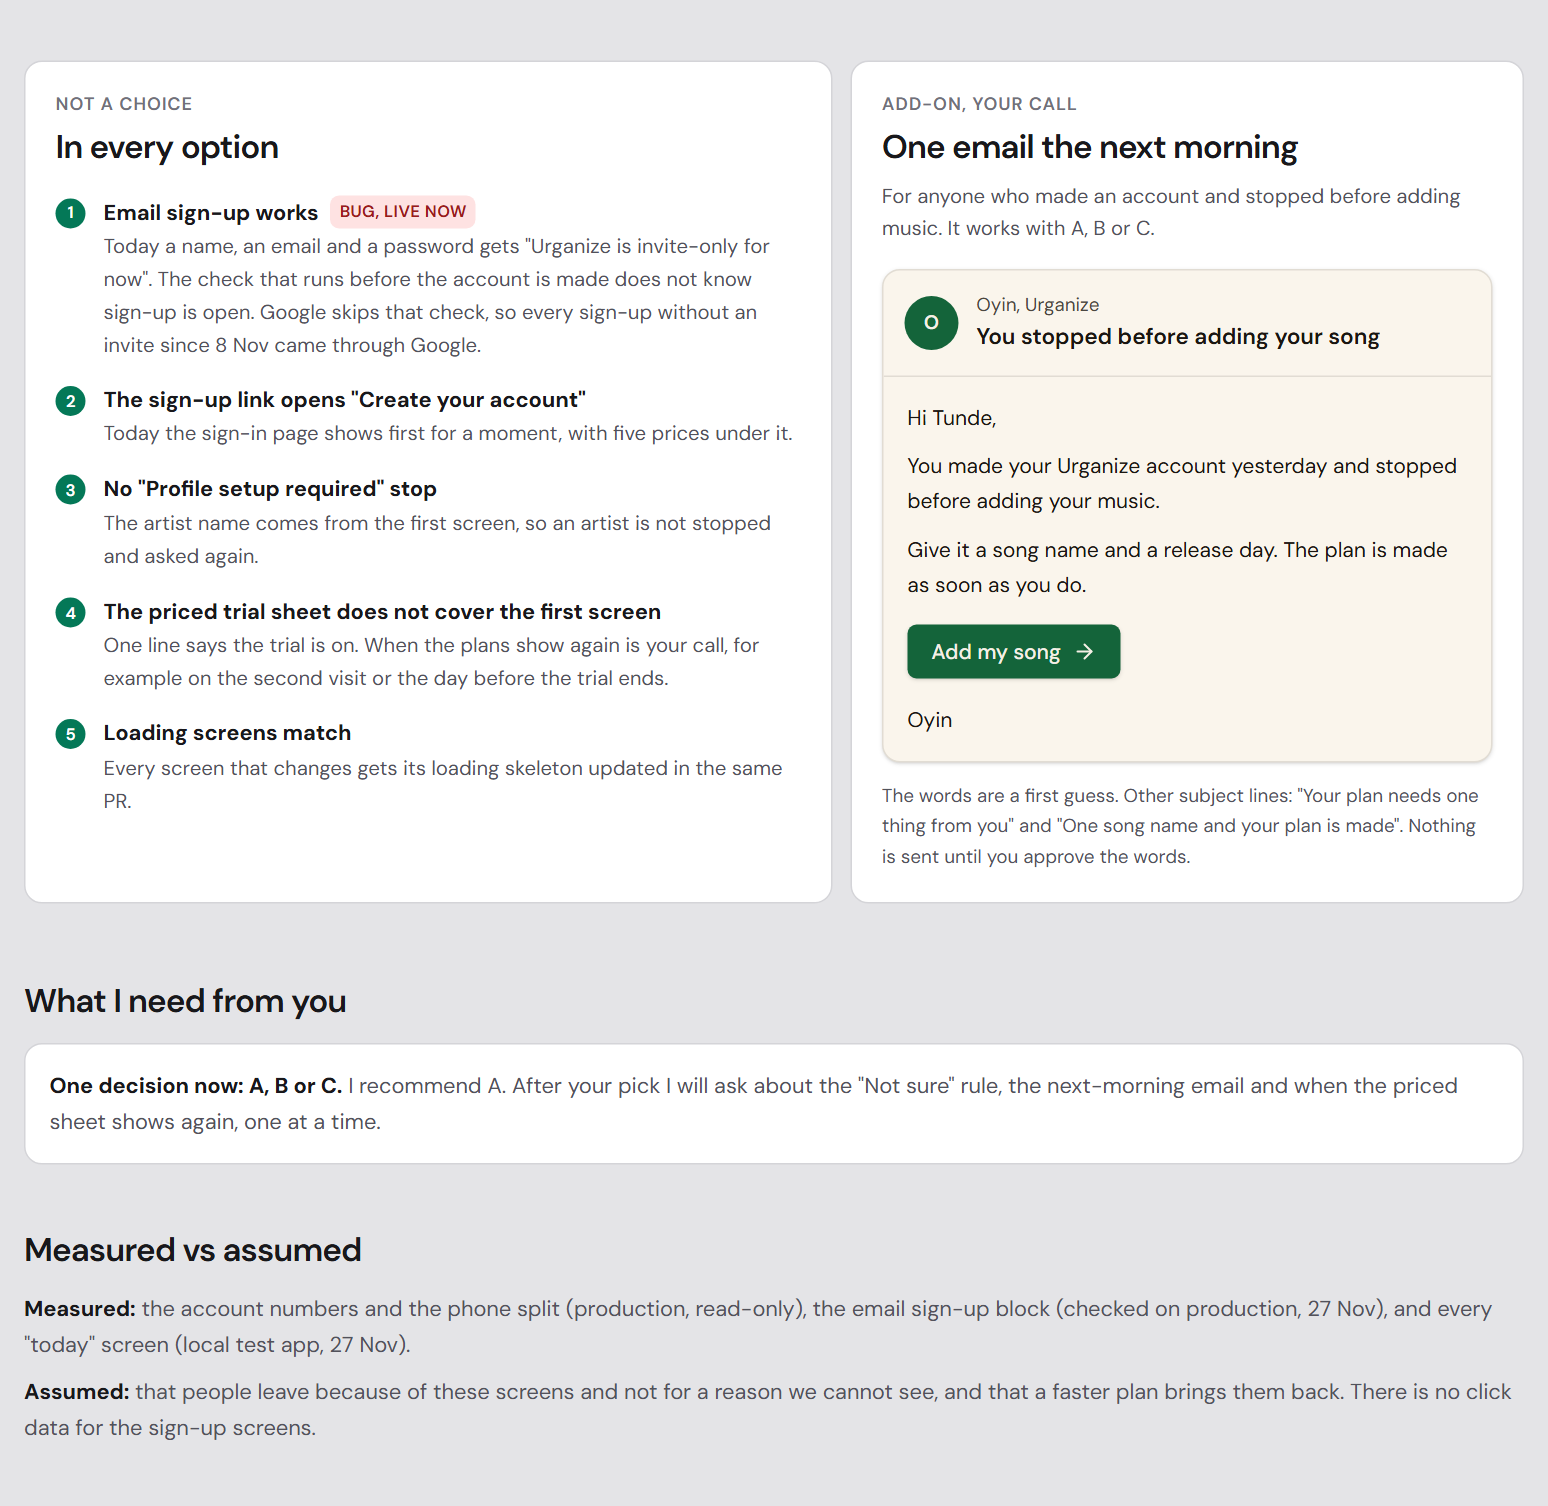 NOT A CHOICE
In every option
1 Email sign-up works BUG, LIVE NOW
Today a name, an email and a password gets "Urganize is invite-only for
now". The check that runs before the account is made does not know
sign-up is open. Google skips that check, so every sign-up without an
invite since 8 Nov came through Google.
2 The sign-up link opens "Create your account"
Today the sign-in page shows first for a moment, with five prices under it.
3 No "Profile setup required" stop
The artist name comes from the first screen, so an artist is not stopped
and asked again.
4 The priced trial sheet does not cover the first screen
One line says the trial is on. When the plans show again is your call, for
example on the second visit or the day before the trial ends.
5 Loading screens match
Every screen that changes gets its loading skeleton updated in the same
PR.
ADD-ON, YOUR CALL
One email the next morning
For anyone who made an account and stopped before adding
music. It works with A, B or C.
O
Oyin, Urganize
You stopped before adding your song
Hi Tunde,
You made your Urganize account yesterday and stopped
before adding your music.
Give it a song name and a release day. The plan is made
as soon as you do.
Add my song →
Oyin
The words are a first guess. Other subject lines: "Your plan needs one
thing from you" and "One song name and your plan is made". Nothing
is sent until you approve the words.
What I need from you
One decision now: A, B or C. I recommend A. After your pick I will ask about the "Not sure" rule, the next-morning email and when the priced
sheet shows again, one at a time.
Measured vs assumed
Measured: the account numbers and the phone split (production, read-only), the email sign-up block (checked on production, 27 Nov), and every
"today" screen (local test app, 27 Nov).
Assumed: that people leave because of these screens and not for a reason we cannot see, and that a faster plan brings them back. There is no click
data for the sign-up screens.